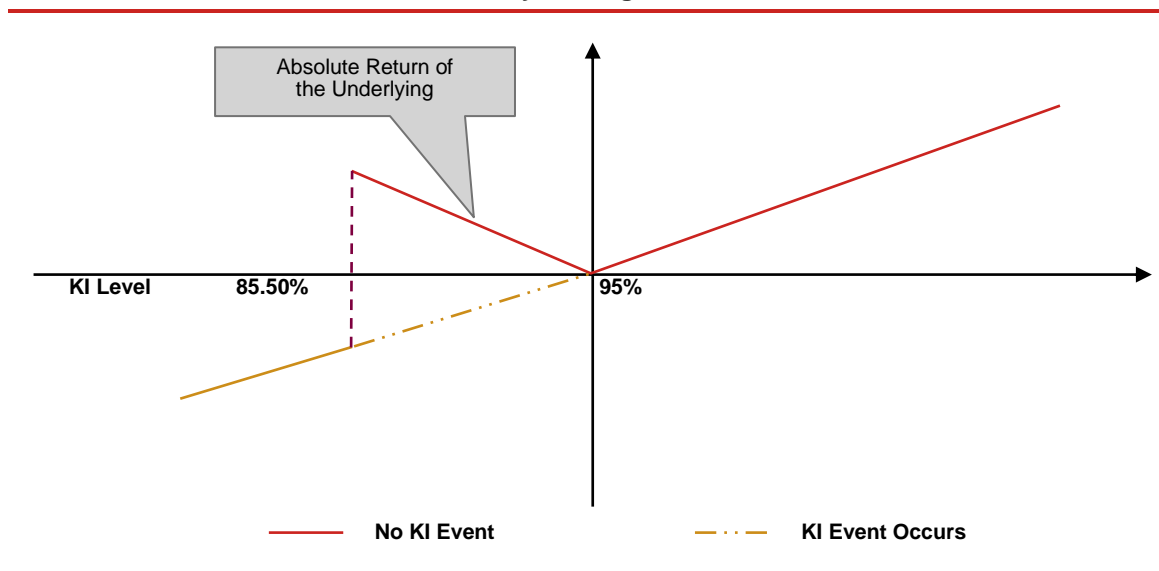 Absolute Return of
the Underlying
KI Level 85.50% 95%
No KI Event KI Event Occurs